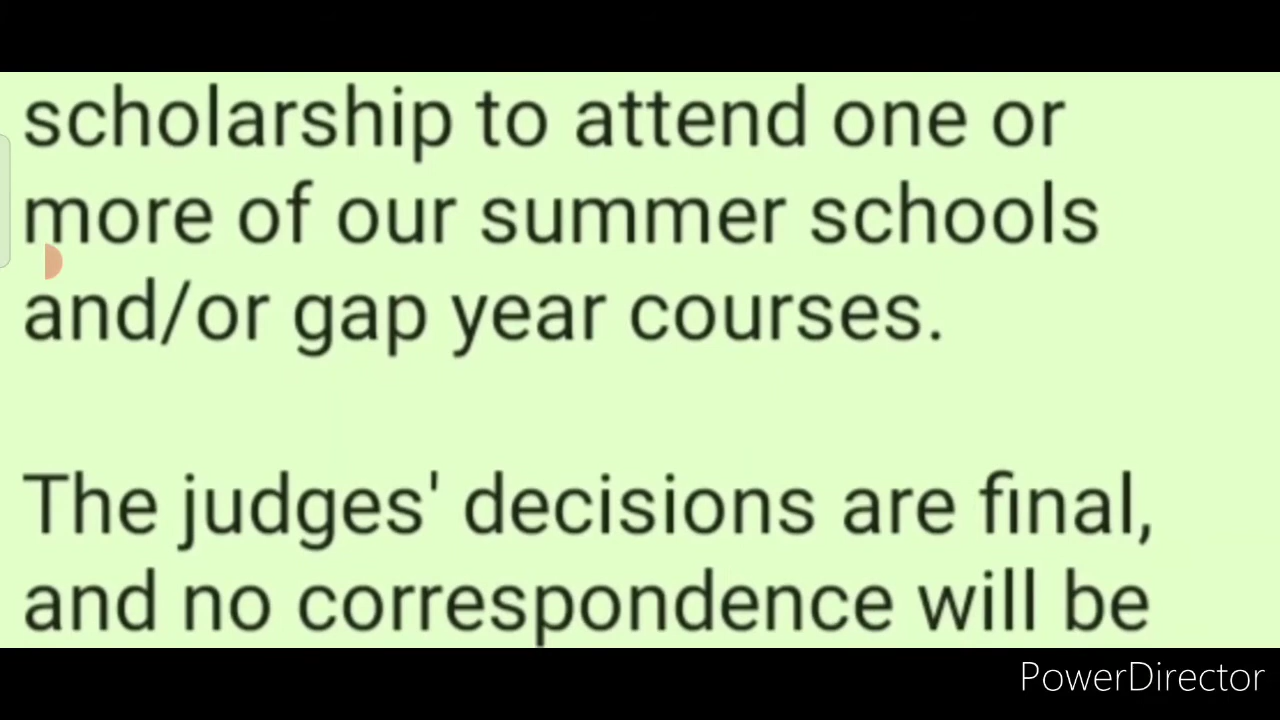 scholarship to attend one or
more of our summer schools
and/or gap year courses.
The judges' decisions are final,
and no correspondence will be
PowerDirector